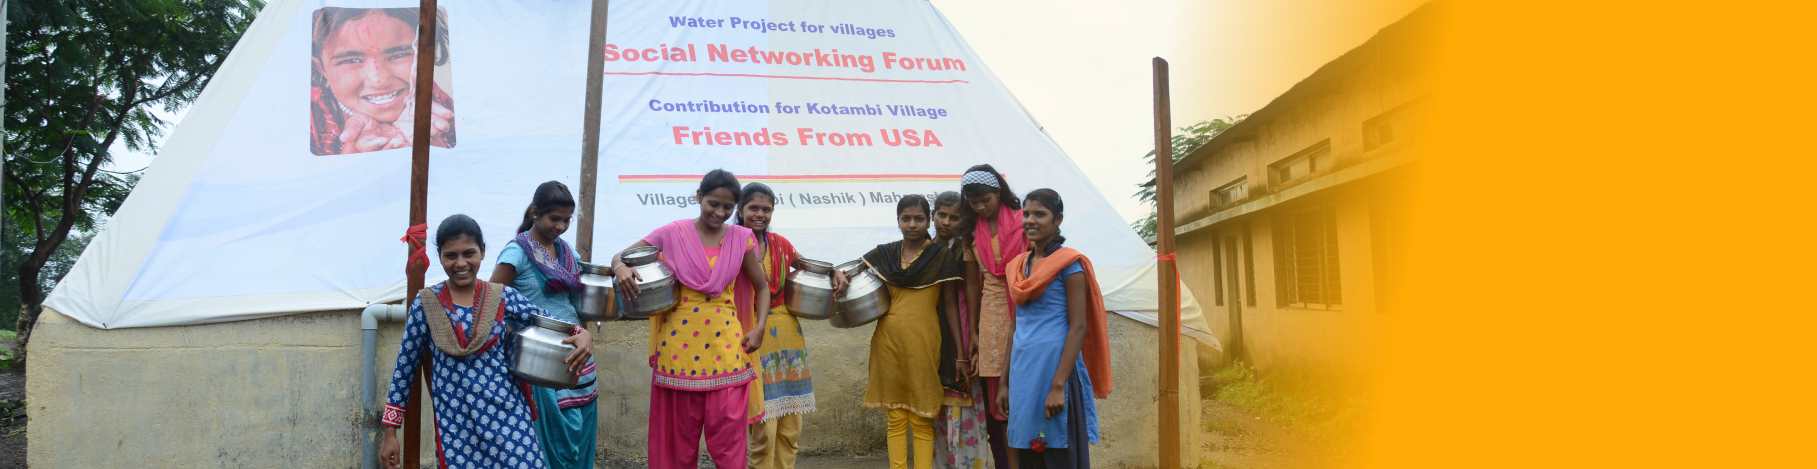 Water Project for villages
Social Networking Forum
Contribution for Kotambi Village
Friends From USA
Village ( Nashik )